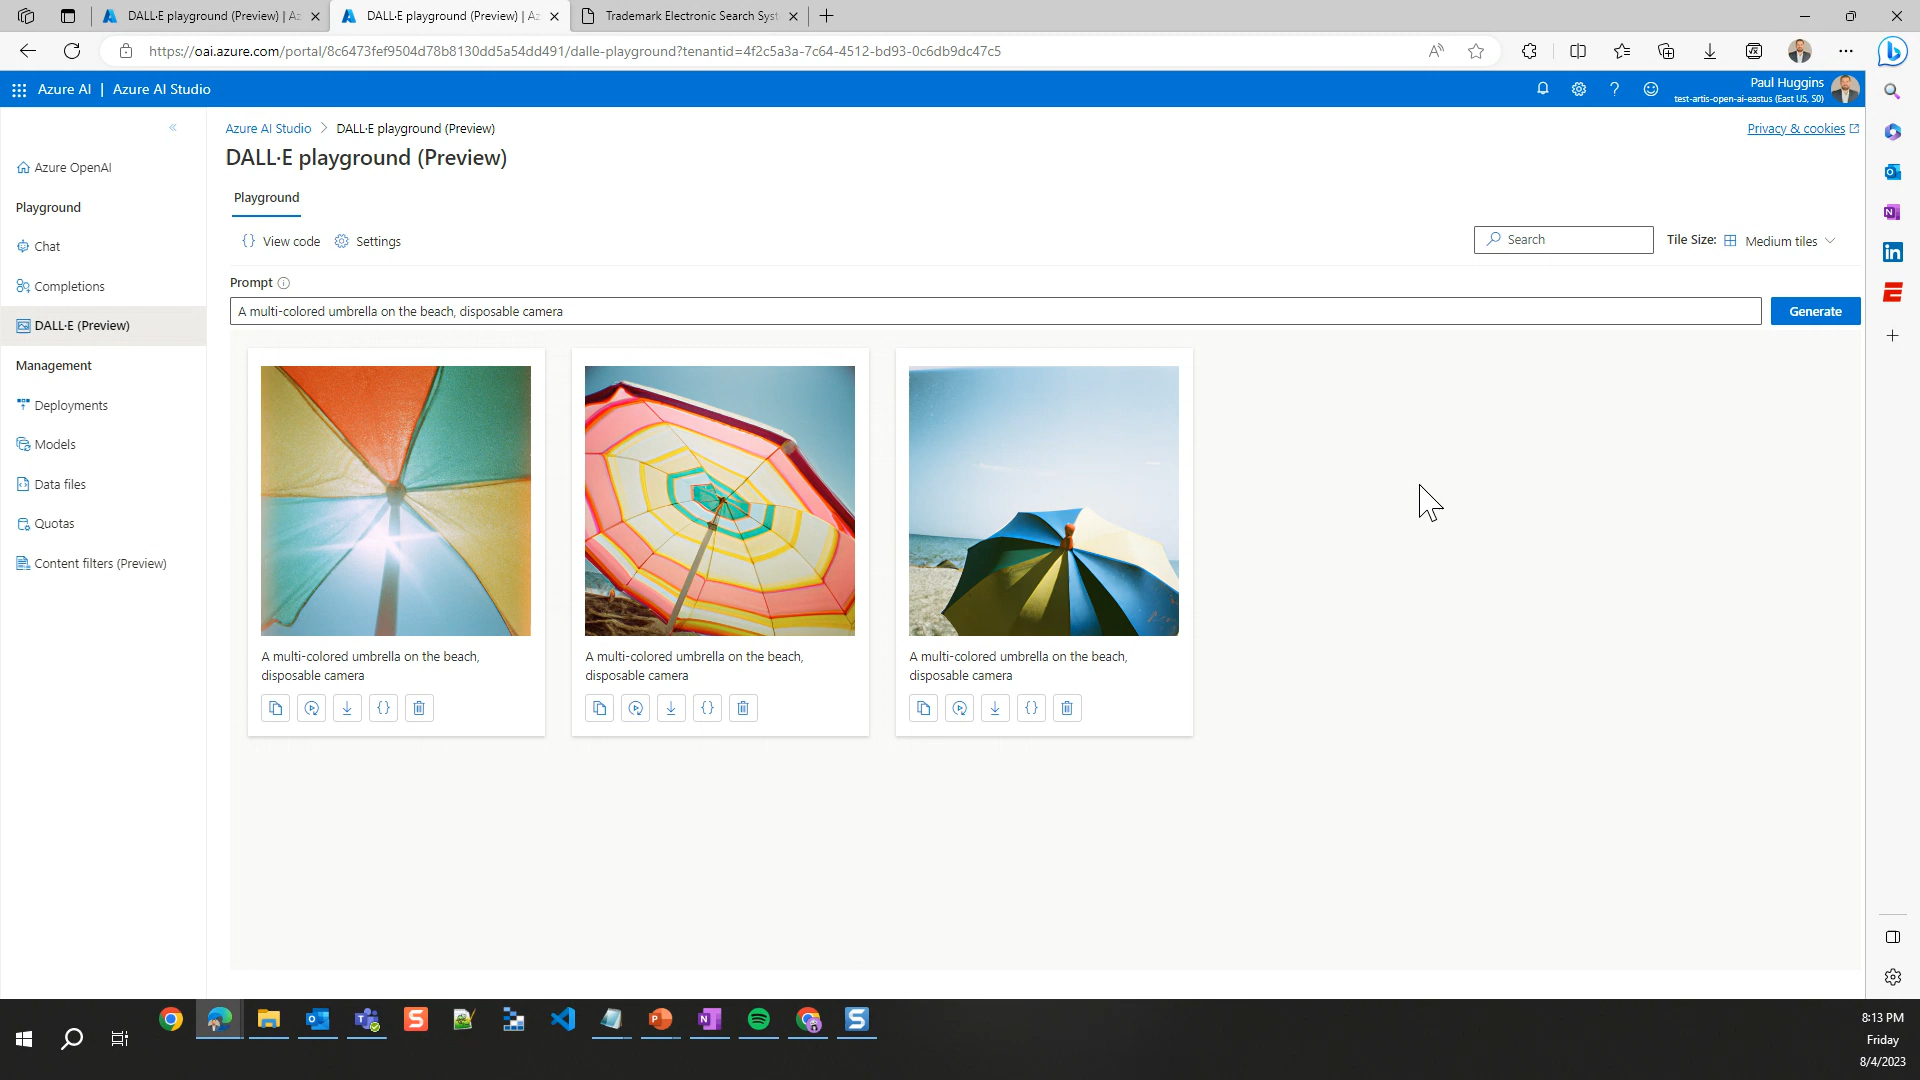 DALL·E playground (Preview) | Az
DALL·E playground (Preview) | Az
Trademark Electronic Search Syst
https://oai.azure.com/portal/8c6473fef9504d78b8130dd5a54dd491/dalle-playground?tenantid=4f2c5a3a-7c64-4512-bd93-0c6db9dc47c5
Azure AI | Azure AI Studio
Paul Huggins
test-artis-open-ai-eastus (East US, S0)
Azure AI Studio > DALL·E playground (Preview)
Privacy & cookies
DALL·E playground (Preview)
Azure OpenAI
Playground
Chat
Completions
DALL·E (Preview)
Management
Deployments
Models
Data files
Quotas
Content filters (Preview)
Playground
{} View code Settings
Search
Tile Size: Medium tiles
Prompt
A multi-colored umbrella on the beach, disposable camera
Generate
A multi-colored umbrella on the beach,
disposable camera
A multi-colored umbrella on the beach,
disposable camera
A multi-colored umbrella on the beach,
disposable camera
8:13 PM
Friday
8/4/2023